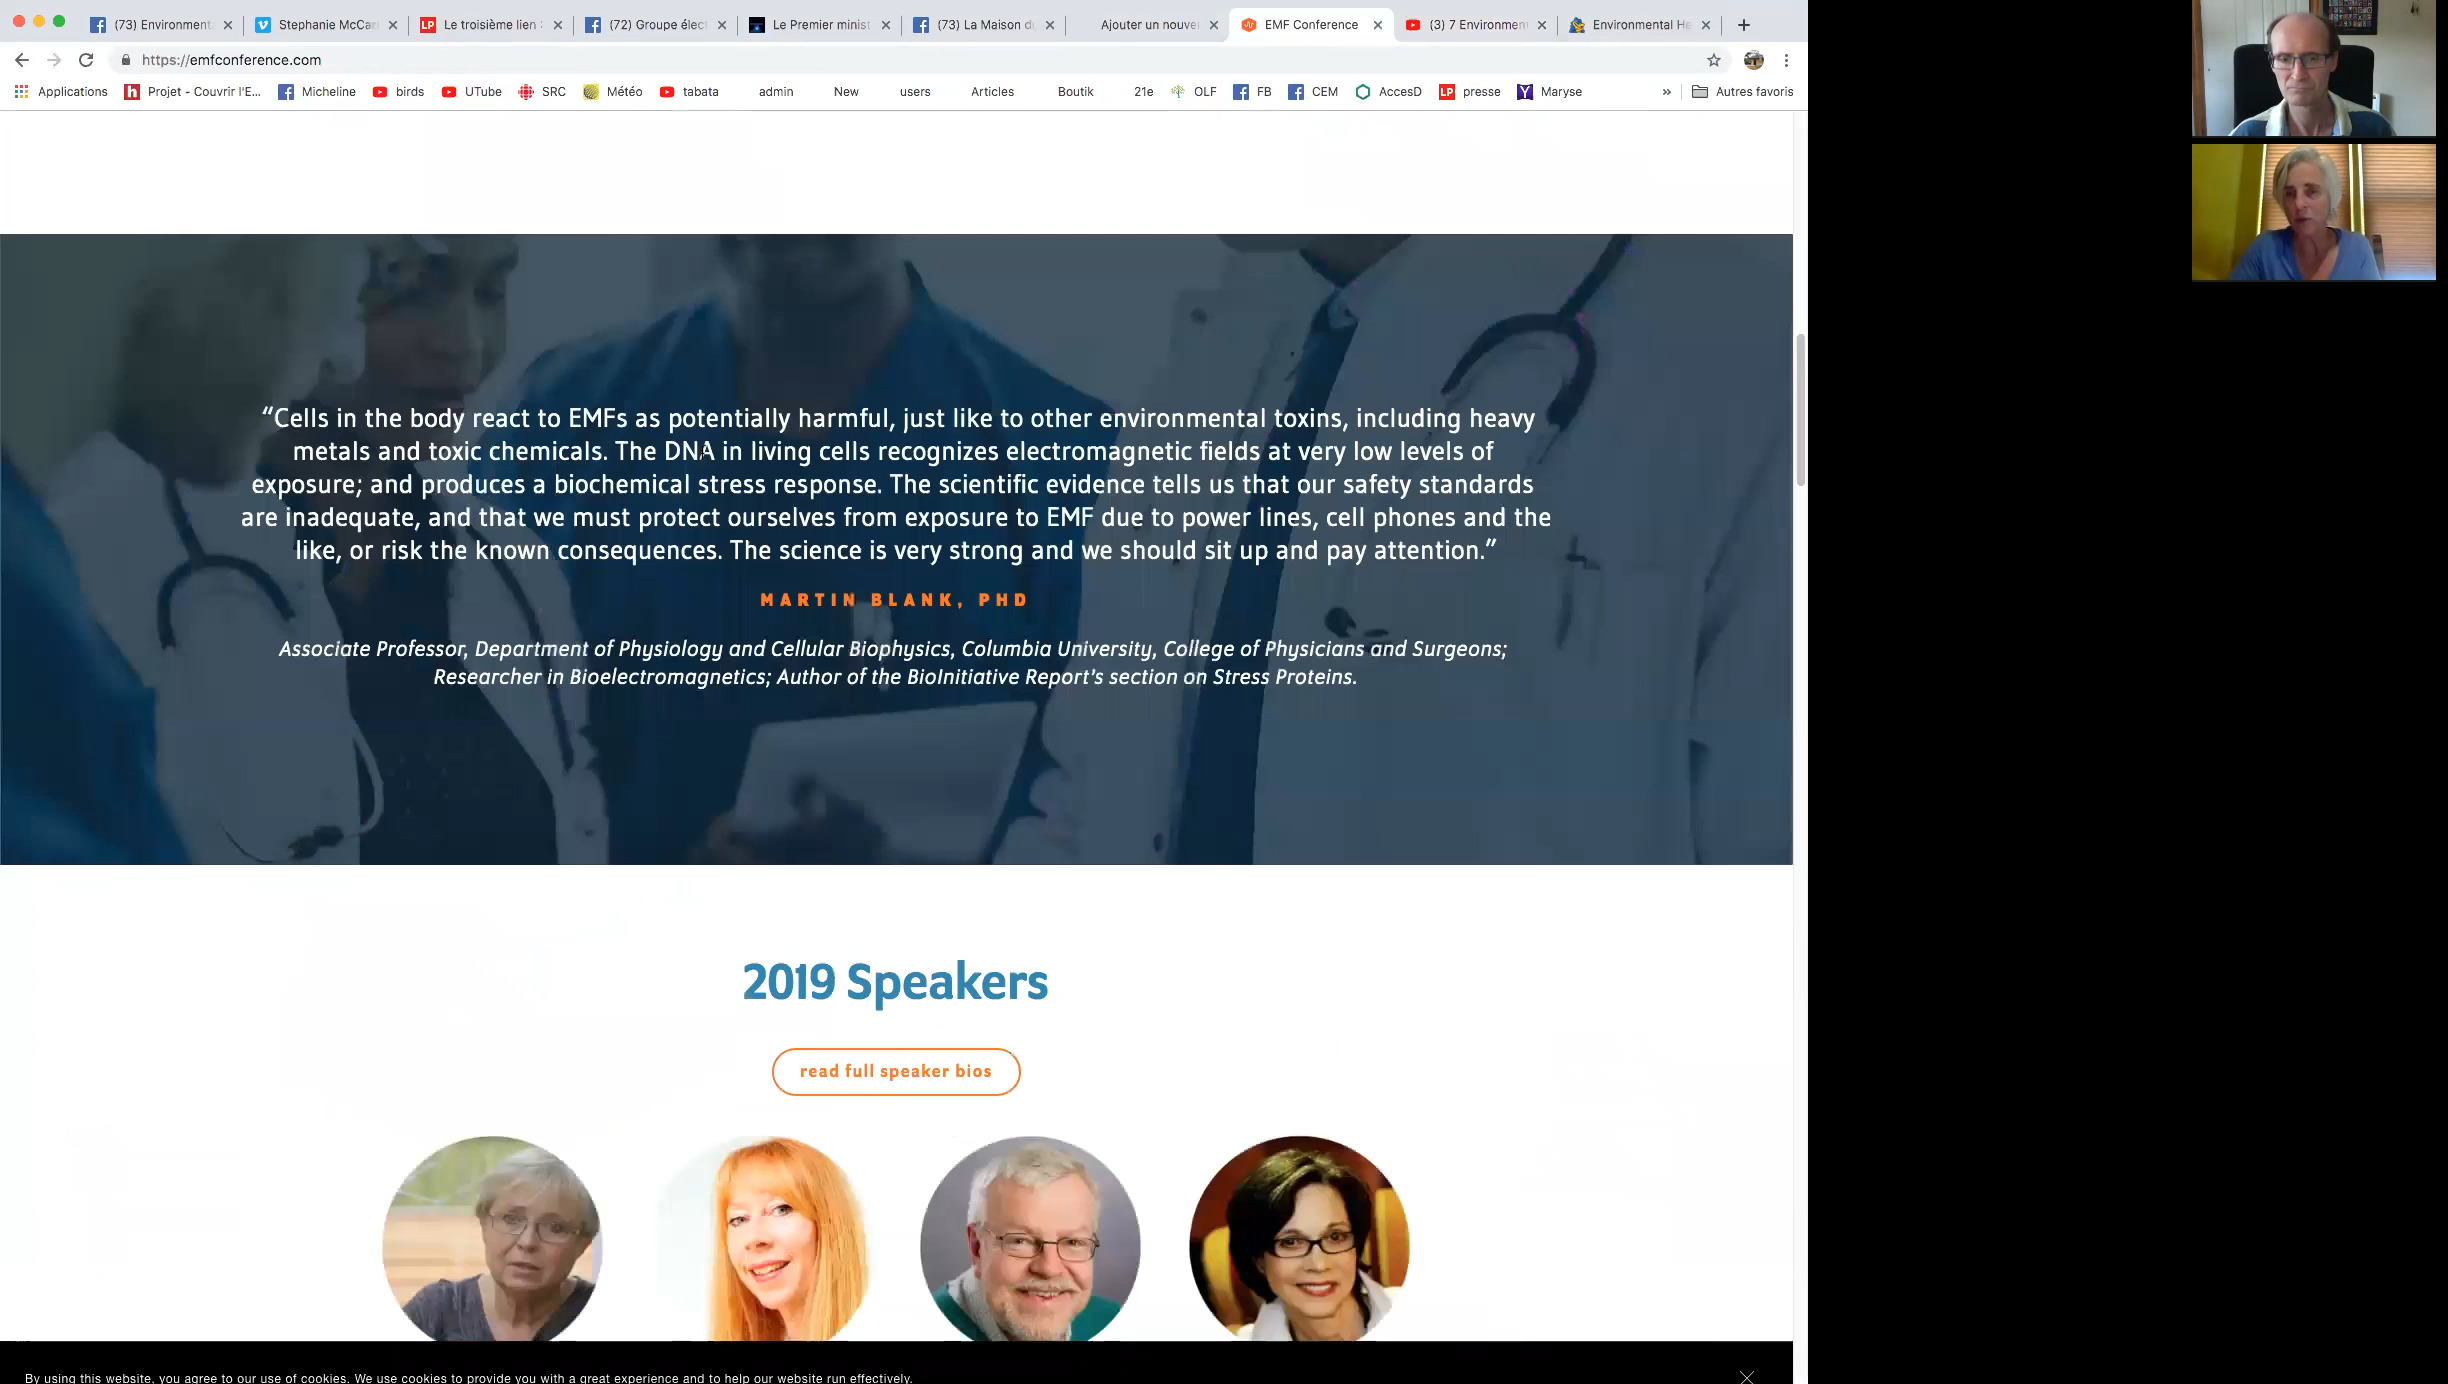 (73) Environment
Stephanie McCar
Le troisième lien :
(72) Groupe élect
Le Premier minist
(73) La Maison du
Ajouter un nouve
EMF Conference
(3) 7 Environmen
Environmental He
https://emfconference.com
Applications
Projet - Couvrir l'E...
Micheline
birds
UTube
SRC
Météo
tabata
admin
New
users
Articles
Boutik
21e
OLF
FB
CEM
AccesD
LP presse
Maryse
»
Autres favoris
“Cells in the body react to EMFs as potentially harmful, just like to other environmental toxins, including heavy
metals and toxic chemicals. The DNA in living cells recognizes electromagnetic fields at very low levels of
exposure; and produces a biochemical stress response. The scientific evidence tells us that our safety standards
are inadequate, and that we must protect ourselves from exposure to EMF due to power lines, cell phones and the
like, or risk the known consequences. The science is very strong and we should sit up and pay attention.”
MARTIN BLANK, PHD
Associate Professor, Department of Physiology and Cellular Biophysics, Columbia University, College of Physicians and Surgeons;
Researcher in Bioelectromagnetics; Author of the BioInitiative Report’s section on Stress Proteins.
2019 Speakers
read full speaker bios
By using this website, you agree to our use of cookies. We use cookies to provide you with a great experience and to help our website run effectively.